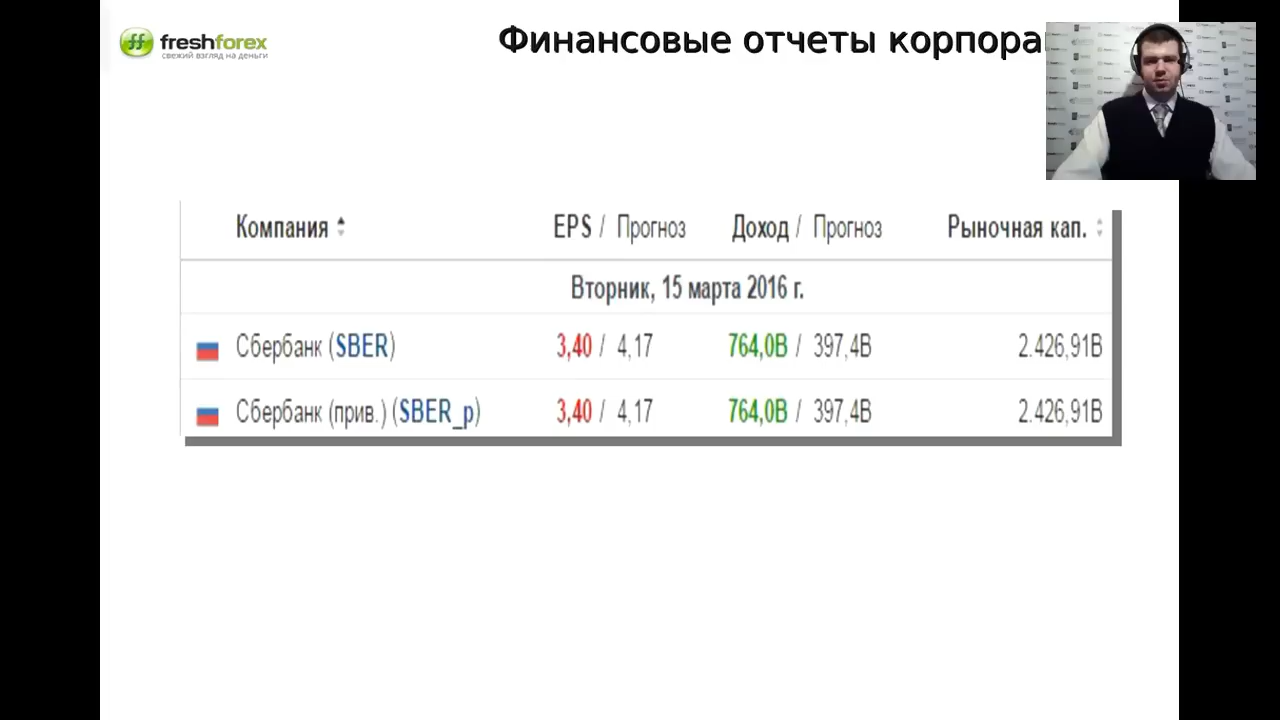 freshforex
свежий взгляд на деньги
Финансовые отчеты
Компания EPS / Прогноз Доход / Прогноз Рыночная кап.
Вторник, 15 марта 2016 г.
Сбербанк (SBER) 3,40 / 4,17 764,0B / 397,4B 2.426,91B
Сбербанк (прив.) (SBER_p) 3,40 / 4,17 764,0B / 397,4B 2.426,91B